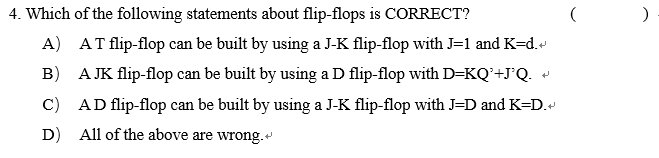 4. Which of the following statements about flip-flops is CORRECT? ( )
A) A T flip-flop can be built by using a J-K flip-flop with J=1 and K=d.
B) A JK flip-flop can be built by using a D flip-flop with D=KQ’+J’Q.
C) A D flip-flop can be built by using a J-K flip-flop with J=D and K=D.
D) All of the above are wrong.